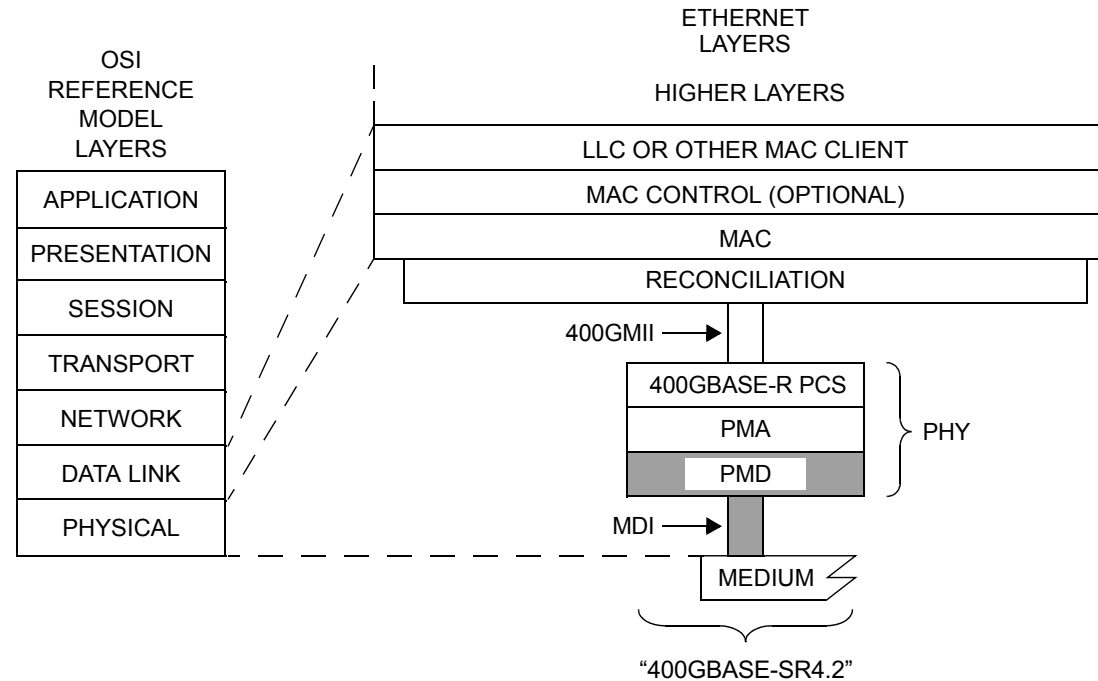 OSI
REFERENCE
MODEL
LAYERS
APPLICATION
PRESENTATION
SESSION
TRANSPORT
NETWORK
DATA LINK
PHYSICAL
ETHERNET
LAYERS
HIGHER LAYERS
LLC OR OTHER MAC CLIENT
MAC CONTROL (OPTIONAL)
MAC
RECONCILIATION
400GMII
400GBASE-R PCS
PMA
PMD
PHY
MDI
MEDIUM
“400GBASE-SR4.2”